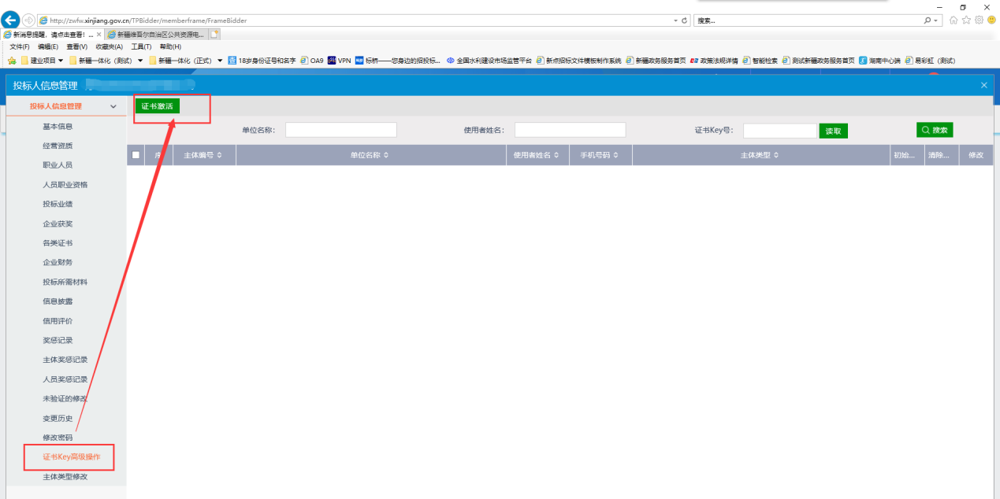 http://zwfw.xinjiang.gov.cn/TPBidder/memberframe/FrameBidder
搜索...
新消息提醒，请点击查看！...
新疆维吾尔自治区公共资源电...
文件(F) 编辑(E) 查看(V) 收藏夹(A) 工具(T) 帮助(H)
建业项目 新疆一体化（测试） 新疆一体化（正式） 18岁身份证号和名字 OA9 VPN 标桥——您身边的招投标... 全国水利建设市场监管平台 新点招标文件模板制作系统 新疆政务服务首页 政策法规详情 智能检索 测试新疆政务服务首页 湖南中心端 易彩虹（测试）
投标人信息管理
投标人信息管理
证书激活
基本信息
单位名称：
使用者姓名：
证书Key号：
读取
搜索
经营资质
序
主体编号
单位名称
使用者姓名
手机号码
主体类型
初始...
清除...
修改
职业人员
人员职业资格
投标业绩
企业获奖
各类证书
企业财务
投标所需材料
信息披露
信用评价
奖惩记录
主体奖惩记录
人员奖惩记录
未验证的修改
变更历史
修改密码
证书Key高级操作
主体类型修改